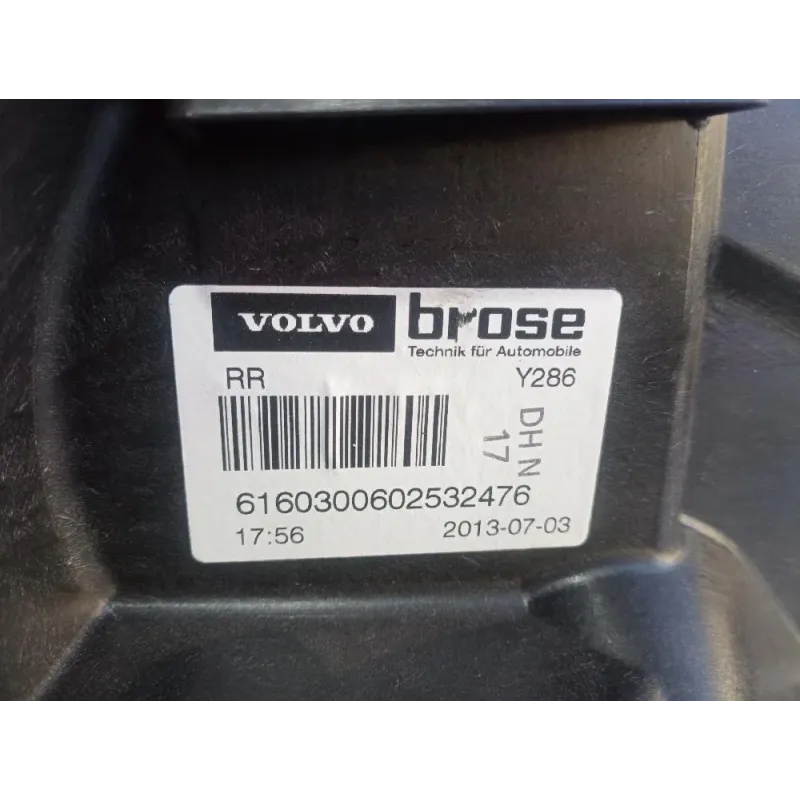 VOLVO brose
Technik für Automobile
RR Y286
DHN
17
6160300602532476
17:56 2013-07-03